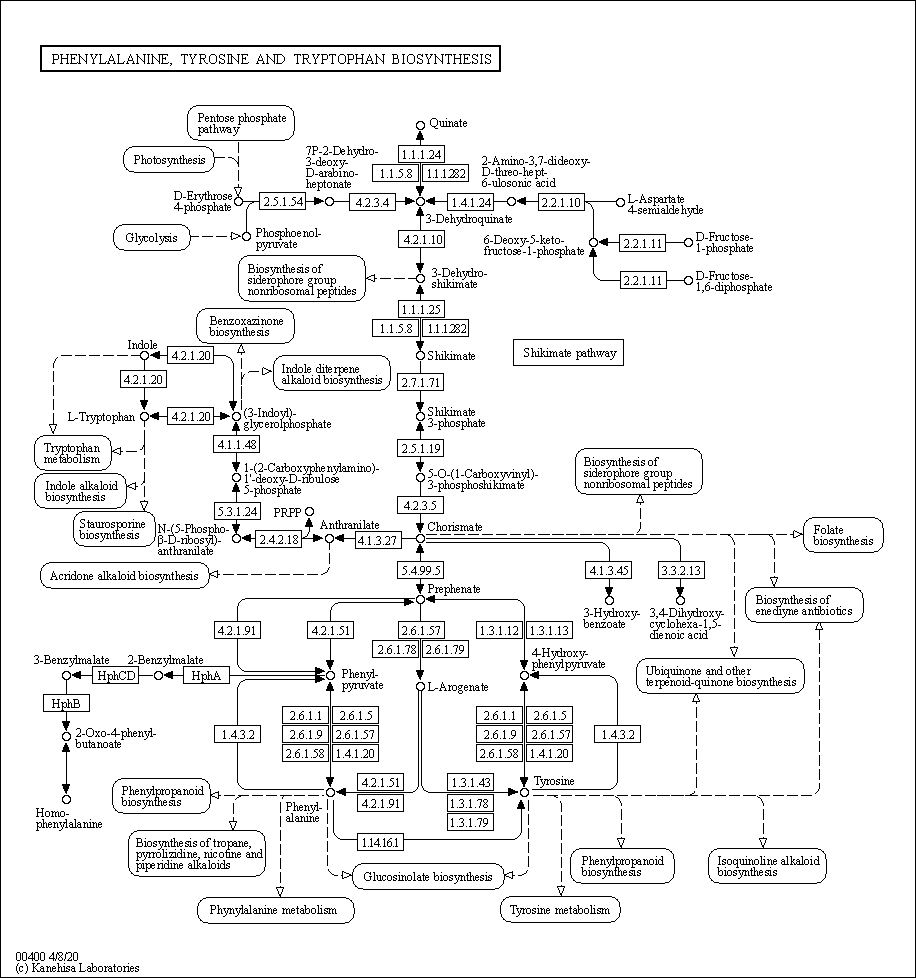 PHENYLALANINE, TYROSINE AND TRYPTOPHAN BIOSYNTHESIS
Pentose phosphate
pathway
Photosynthesis
Glycolysis
D-Erythrose
4-phosphate
Phosphoenol-
pyruvate
2.5.1.54
7P-2-Dehydro-
3-deoxy-
D-arabino-
heptonate
4.2.3.4
Quinate
1.1.1.24
1.1.5.8
1.1.1.282
3-Dehydroquinate
2-Amino-3,7-dideoxy-
D-threo-hept-
6-ulosonic acid
1.4.1.24
2.2.1.10
L-Aspartate
4-semialdehyde
6-Deoxy-5-keto-
fructose-1-phosphate
2.2.1.11
D-Fructose-
1-phosphate
2.2.1.11
D-Fructose-
1,6-diphosphate
4.2.1.10
Biosynthesis of
siderophore group
nonribosomal peptides
3-Dehydro-
shikimate
1.1.1.25
1.1.5.8
1.1.1.282
Shikimate
Shikimate pathway
2.7.1.71
Shikimate
3-phosphate
2.5.1.19
5-O-(1-Carboxyvinyl)-
3-phosphoshikimate
4.2.3.5
Chorismate
Benzoxazinone
biosynthesis
Indole diterpene
alkaloid biosynthesis
Indole
4.2.1.20
4.2.1.20
L-Tryptophan
4.2.1.20
(3-Indoyl)-
glycerolphosphate
Tryptophan
metabolism
Indole alkaloid
biosynthesis
Staurosporine
biosynthesis
4.1.1.48
1-(2-Carboxyphenylamino)-
1'-deoxy-D-ribulose
5-phosphate
5.3.1.24
N-(5-Phospho-
β-D-ribosyl)-
anthranilate
2.4.2.18
PRPP
Anthranilate
4.1.3.27
Acridone alkaloid biosynthesis
Biosynthesis of
siderophore group
nonribosomal peptides
Folate
biosynthesis
Biosynthesis of
enediyne antibiotics
4.1.3.45
3-Hydroxy-
benzoate
3.3.2.13
3,4-Dihydroxy-
cyclohexa-1,5-
dienoic acid
Ubiquinone and other
terpenoid-quinone biosynthesis
5.4.99.5
Prephenate
4.2.1.91
4.2.1.51
2.6.1.57
2.6.1.78
2.6.1.79
1.3.1.12
1.3.1.13
3-Benzylmalate
HphCD
2-Benzylmalate
HphA
HphB
2-Oxo-4-phenyl-
butanoate
Homo-
phenylalanine
Phenyl-
pyruvate
L-Arogenate
4-Hydroxy-
phenylpyruvate
1.4.3.2
2.6.1.1
2.6.1.5
2.6.1.9
2.6.1.57
2.6.1.58
1.4.1.20
2.6.1.1
2.6.1.5
2.6.1.9
2.6.1.57
2.6.1.58
1.4.1.20
1.4.3.2
4.2.1.51
4.2.1.91
1.3.1.43
1.3.1.78
1.3.1.79
Phenyl-
alanine
Tyrosine
1.14.16.1
Phenylpropanoid
biosynthesis
Biosynthesis of tropane,
pyrrolizidine, nicotine and
piperidine alkaloids
Phynylalanine metabolism
Glucosinolate biosynthesis
Tyrosine metabolism
Phenylpropanoid
biosynthesis
Isoquinoline alkaloid
biosynthesis
00400 4/8/20
(c) Kanehisa Laboratories